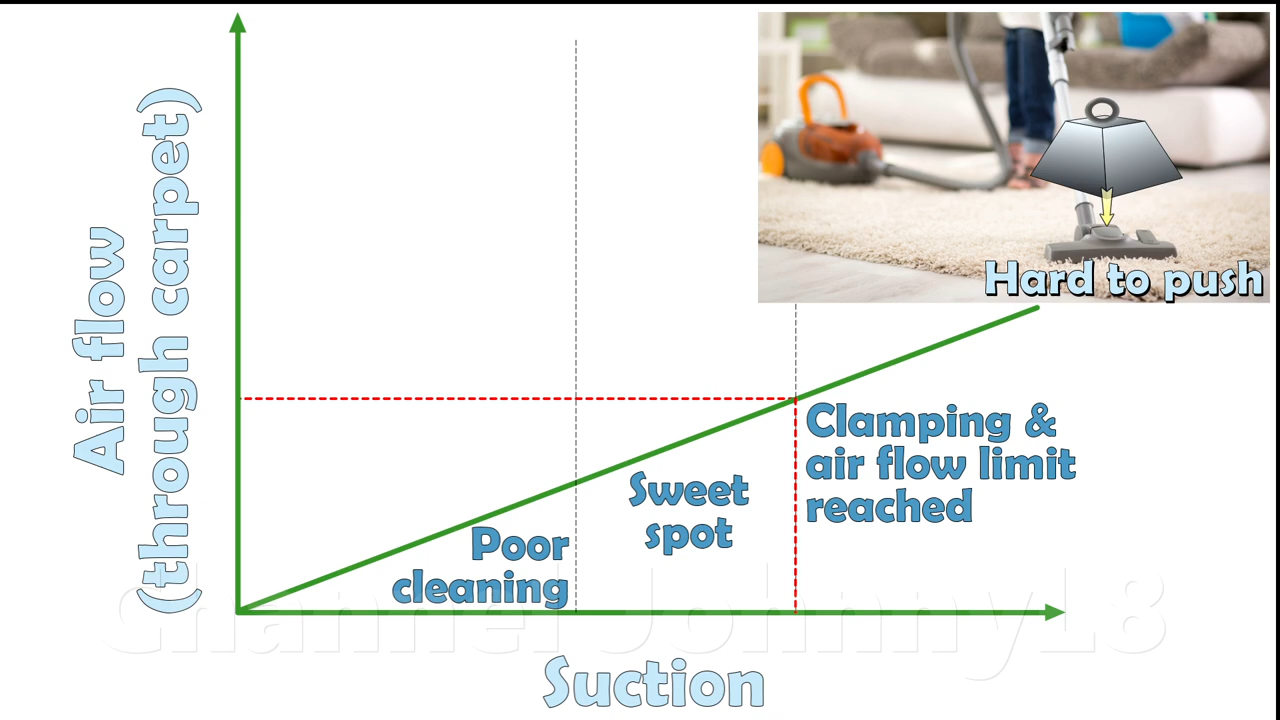 Air flow
(through carpet)
Hard to push
Clamping &
air flow limit
reached
Sweet
spot
Poor
cleaning
Channel Johnny18
Suction